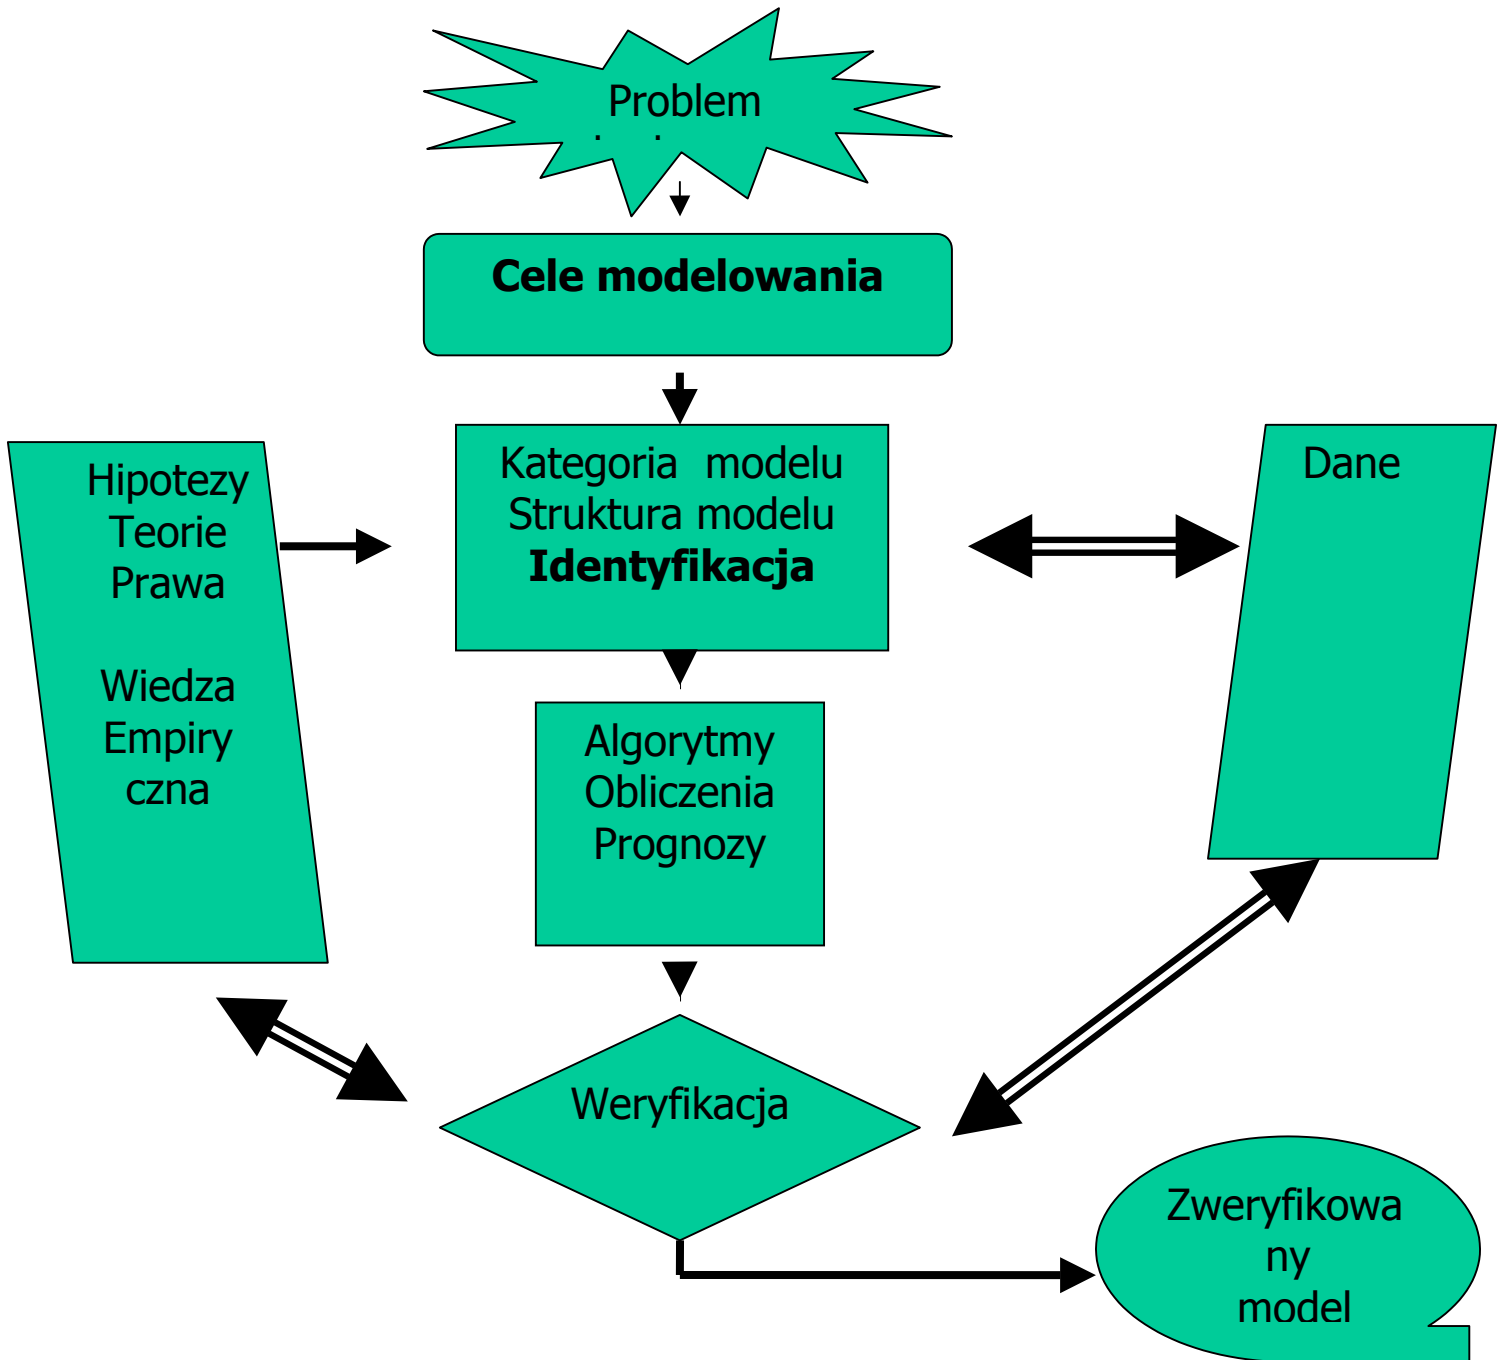 Problem
Cele modelowania
Kategoria modelu
Struktura modelu
Identyfikacja
Hipotezy
Teorie
Prawa
Wiedza
Empiry
czna
Dane
Algorytmy
Obliczenia
Prognozy
Weryfikacja
Zweryfikowa
ny
model